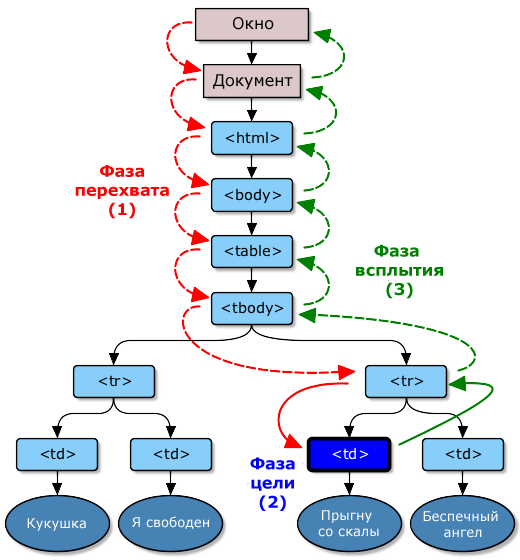 Окно
Документ
<html>
Фаза
перехвата
(1)
<body>
<table>
Фаза
всплытия
(3)
<tbody>
<tr>
<tr>
<td>
<td>
Фаза
цели
(2)
<td>
<td>
Кукушка
Я свободен
Прыгну
со скалы
Беспечный
ангел